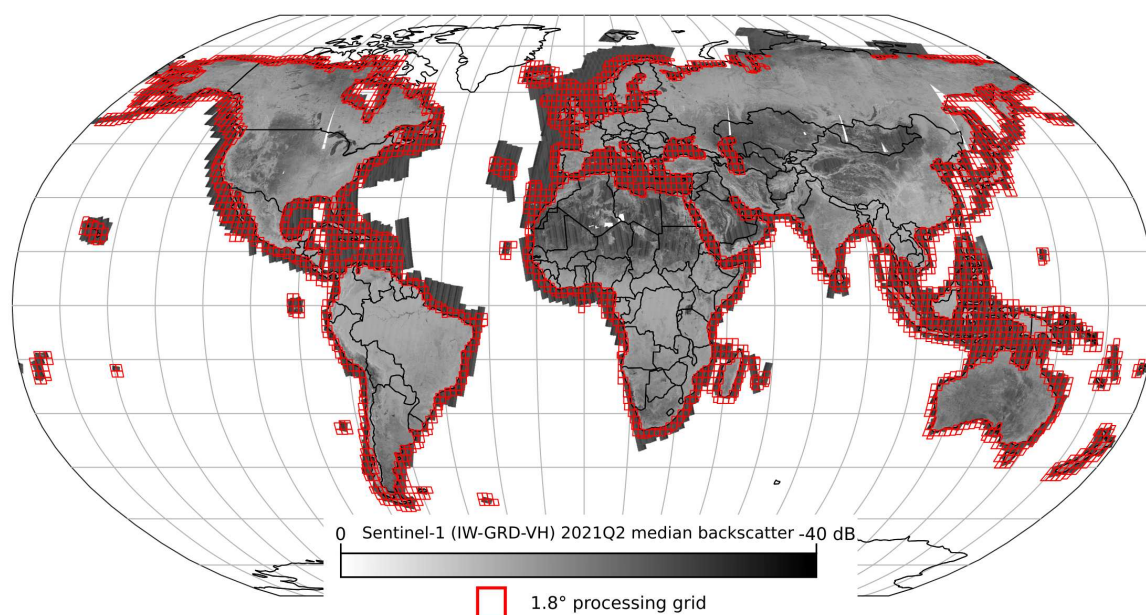 0 Sentinel-1 (IW-GRD-VH) 2021Q2 median backscatter -40 dB
1.8° processing grid